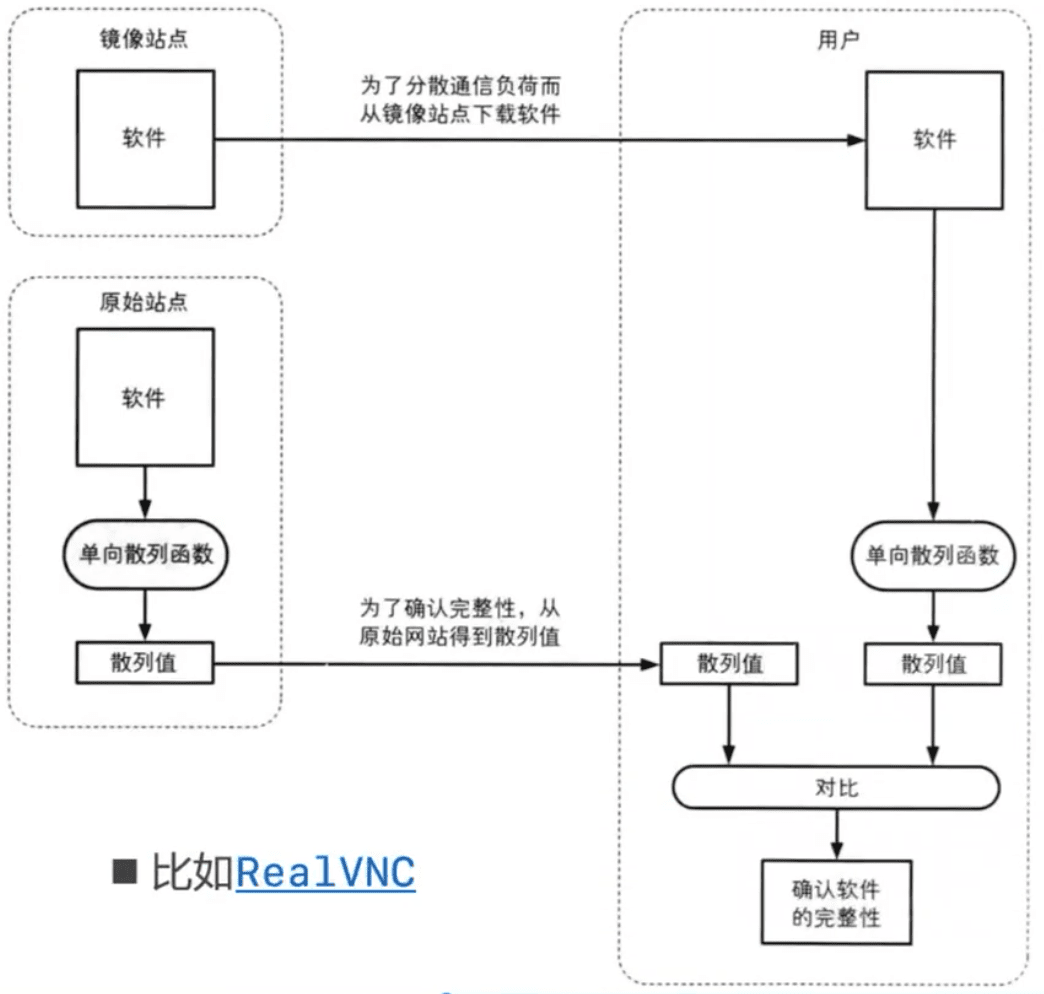 镜像站点
用户
软件
为了分散通信负荷而
从镜像站点下载软件
软件
原始站点
软件
单向散列函数
单向散列函数
为了确认完整性，从
原始网站得到散列值
散列值
散列值
散列值
对比
■ 比如RealVNC
确认软件
的完整性